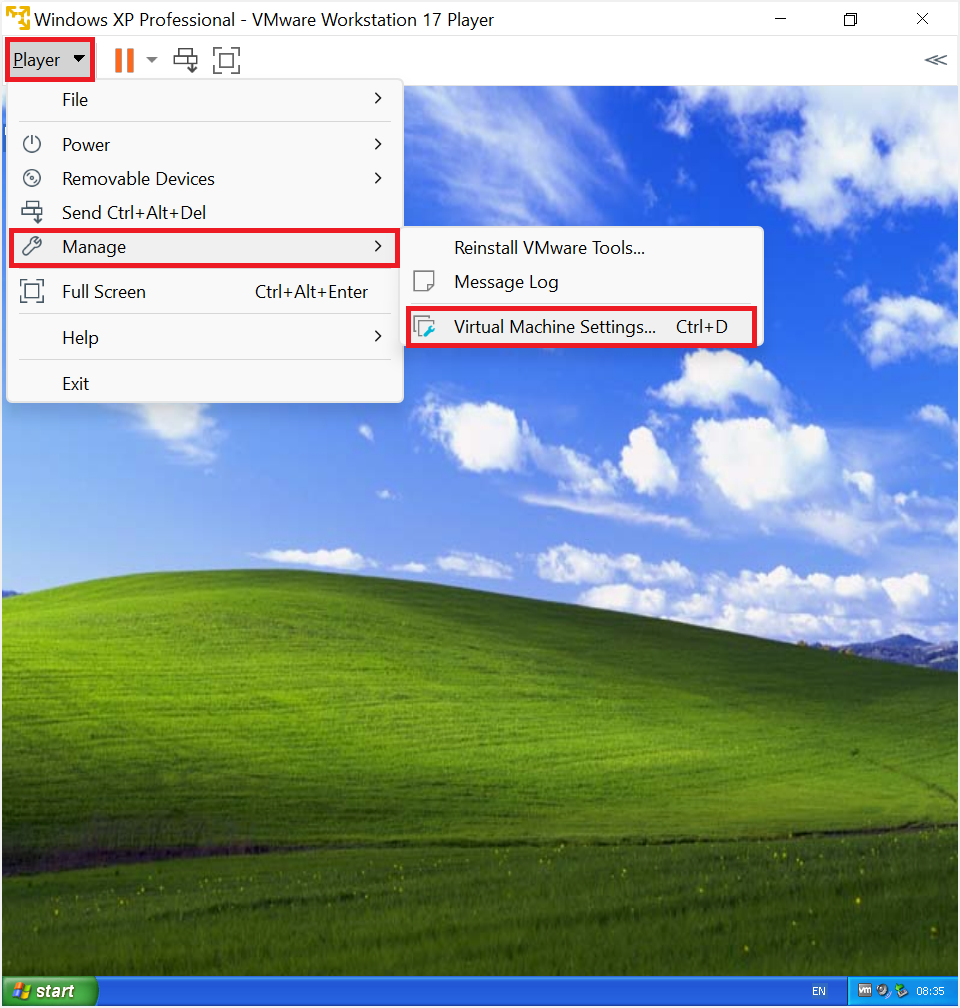 Windows XP Professional - VMware Workstation 17 Player
Player
File
Power
Removable Devices
Send Ctrl+Alt+Del
Manage
Reinstall VMware Tools...
Message Log
Virtual Machine Settings... Ctrl+D
Full Screen Ctrl+Alt+Enter
Help
Exit
start EN vm 08:35